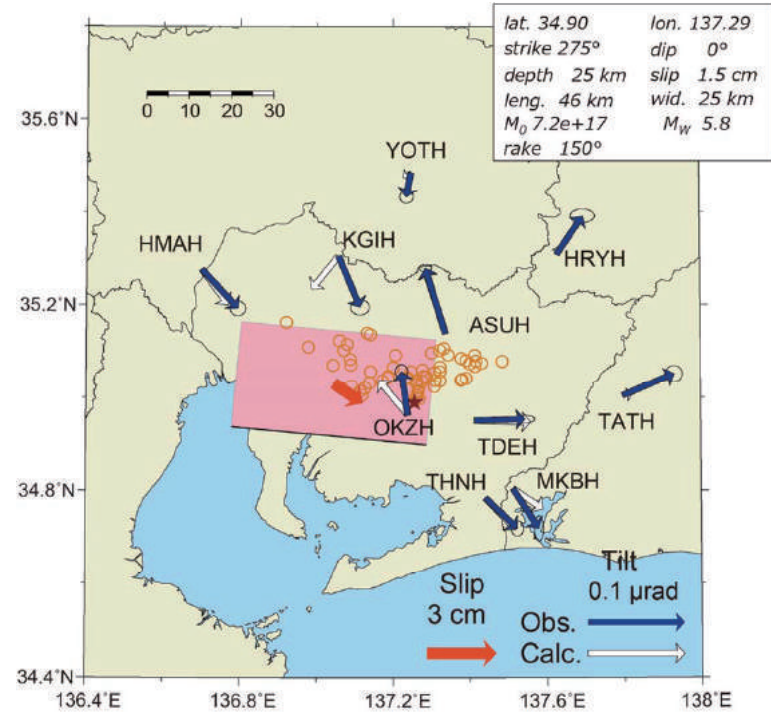 lat. 34.90 lon. 137.29
strike 275° dip 0°
depth 25 km slip 1.5 cm
leng. 46 km wid. 25 km
M₀ 7.2e+17 Mw 5.8
rake 150°
0 10 20 30
35.6°
YOTH
HMAH
KGIH
HRYH
35.2°N
ASUH
OKZH
TDEH
TATH
34.8°N
THNH
MKBH
Slip
3 cm
Tilt
0.1 μrad
Obs.
Calc.
34.4°N
136.4°E 136.8°E 137.2°E 137.6°E 138°E